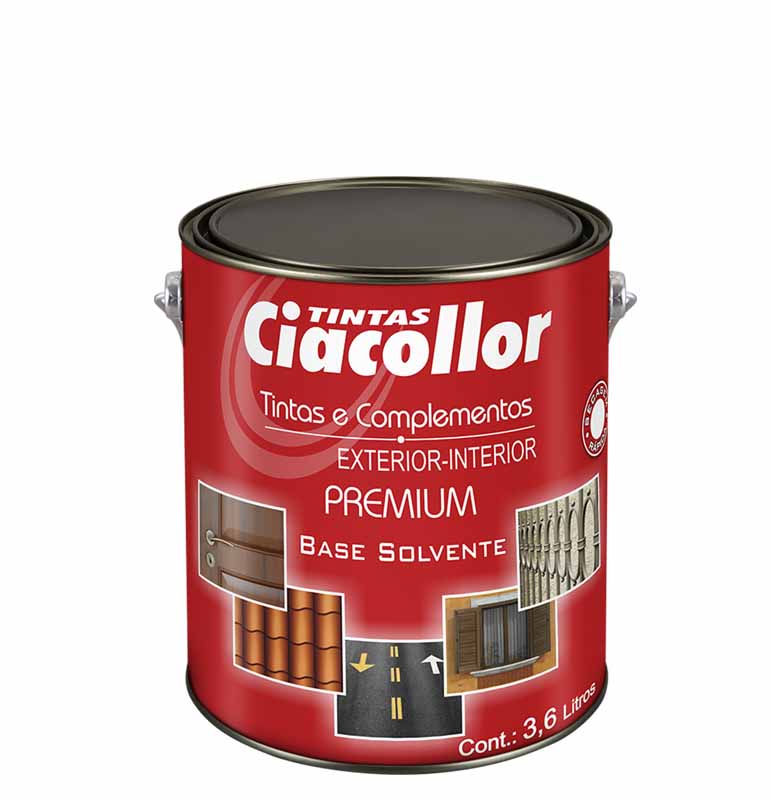 TINTAS
Ciacollor
Tintas e Complementos
EXTERIOR-INTERIOR
PREMIUM
BASE SOLVENTE
Cont.: 3,6 Litros